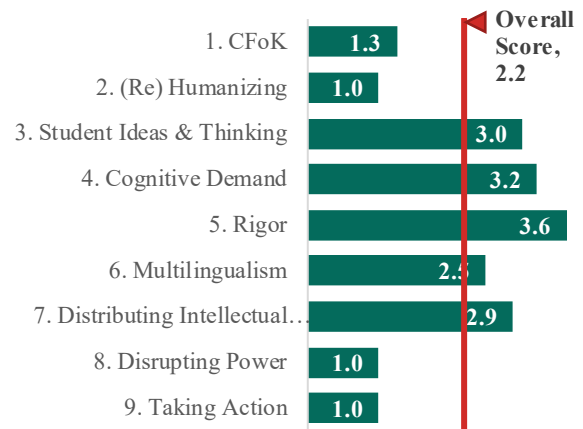 Overall
Score,
2.2
1. CFoK 1.3
2. (Re) Humanizing 1.0
3. Student Ideas & Thinking 3.0
4. Cognitive Demand 3.2
5. Rigor 3.6
6. Multilingualism 2.5
7. Distributing Intellectual… 2.9
8. Disrupting Power 1.0
9. Taking Action 1.0